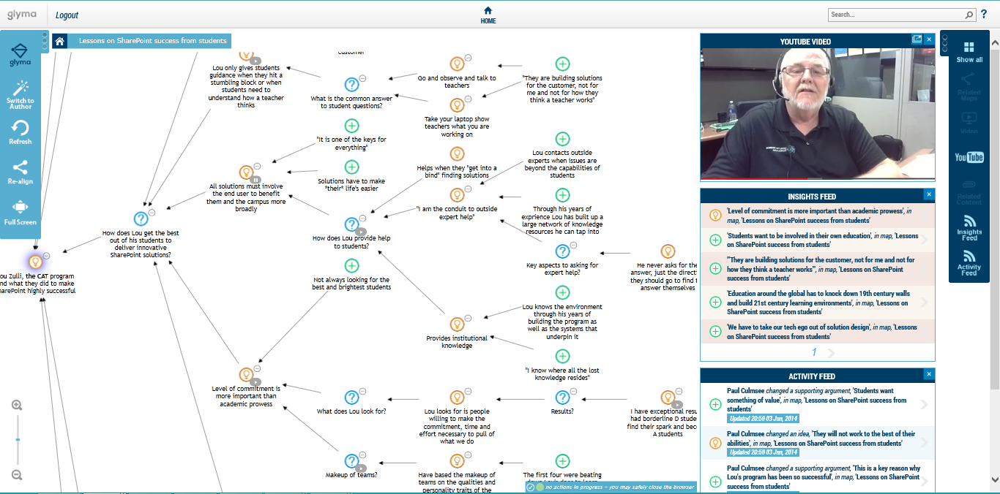 glyma
Logout
HOME
Search...
?
glyma
Switch to
Author
Refresh
Re-align
Full Screen
Lessons on SharePoint success from students
customer
Lou only gives students
guidance when they hit a
stumbling block or when
students need to
understand how a teacher
thinks
What is the common answer
to student questions?
Go and observe and talk to
teachers
"They are building solutions
for the customer, not for
me and not for how they
think a teacher works"
Take your laptop show
teachers what you are
working on
"It is one of the keys for
everything"
Solutions have to make
*their* life's easier
All solutions must involve
the end user to benefit
them and the campus more
broadly
Helps when they "get into a
bind" finding solutions
Lou contacts outside
experts when issues are
beyond the capabilities of
students
"I am the conduit to outside
expert help"
Through his years of
exprience Lou has built up a
large network of knowledge
resources he can tap into
How does Lou get the best
out of his students to
deliver innovative
SharePoint solutions?
How does Lou provide help
to students?
Key aspects to asking for
expert help?
He never asks for the
answer, just the direct
they should go to find
answer themselves
ou Zulli, the CAT program
nd what they did to make
harePoint highly successful
Not always looking for the
best and brightest students
Lou knows the environment
through his years of
building the program as
well as the systems that
underpin it
Provides institutional
knowledge
"I know where all the lost
knowledge resides"
Level of commitment is
more important than
academic prowess
What does Lou look for?
Lou looks for is people
willing to make the
commitment, time and
effort necessary to pull of
what we do
Results?
I have exceptional resu
had borderline D stude
find their spark and bec
A students
Makeup of teams?
Have based the makeup of
teams on the qualities and
personality traits of the
The first four were beating
no actions in progress – you may safely close the browser
YOUTUBE VIDEO
INSIGHTS FEED
'Level of commitment is more important than academic prowess', in
map, 'Lessons on SharePoint success from students'
'Students want to be involved in their own education', in map, 'Lessons
on SharePoint success from students'
'"They are building solutions for the customer, not for me and not for
how they think a teacher works"', in map, 'Lessons on SharePoint
success from students'
'Education around the global has to knock down 19th century walls
and build 21st century learning environments', in map, 'Lessons on
SharePoint success from students'
'We have to take our tech ego out of solution design', in map, 'Lessons
on SharePoint success from students'
1
ACTIVITY FEED
Paul Culmsee changed a supporting argument, 'Students want
something of value', in map, 'Lessons on SharePoint success from
students'
Updated 20:50 03 Jun, 2014
Paul Culmsee changed an idea, 'They will not work to the best of their
abilities', in map, 'Lessons on SharePoint success from students'
Updated 20:50 03 Jun, 2014
Paul Culmsee changed a supporting argument, 'This is a key reason why
Lou's program has been so successful', in map, 'Lessons on SharePoint
success from students'
Show all
Related
Maps
Video
YouTube
Related
Content
Insights
Feed
Activity
Feed